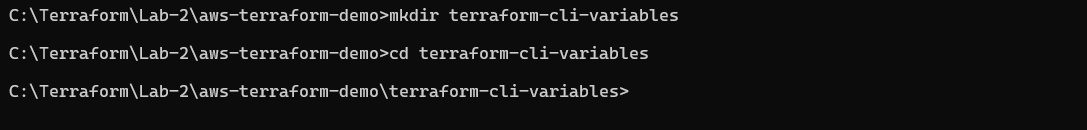 C:\Terraform\Lab-2\aws-terraform-demo>mkdir terraform-cli-variables
C:\Terraform\Lab-2\aws-terraform-demo>cd terraform-cli-variables
C:\Terraform\Lab-2\aws-terraform-demo\terraform-cli-variables>